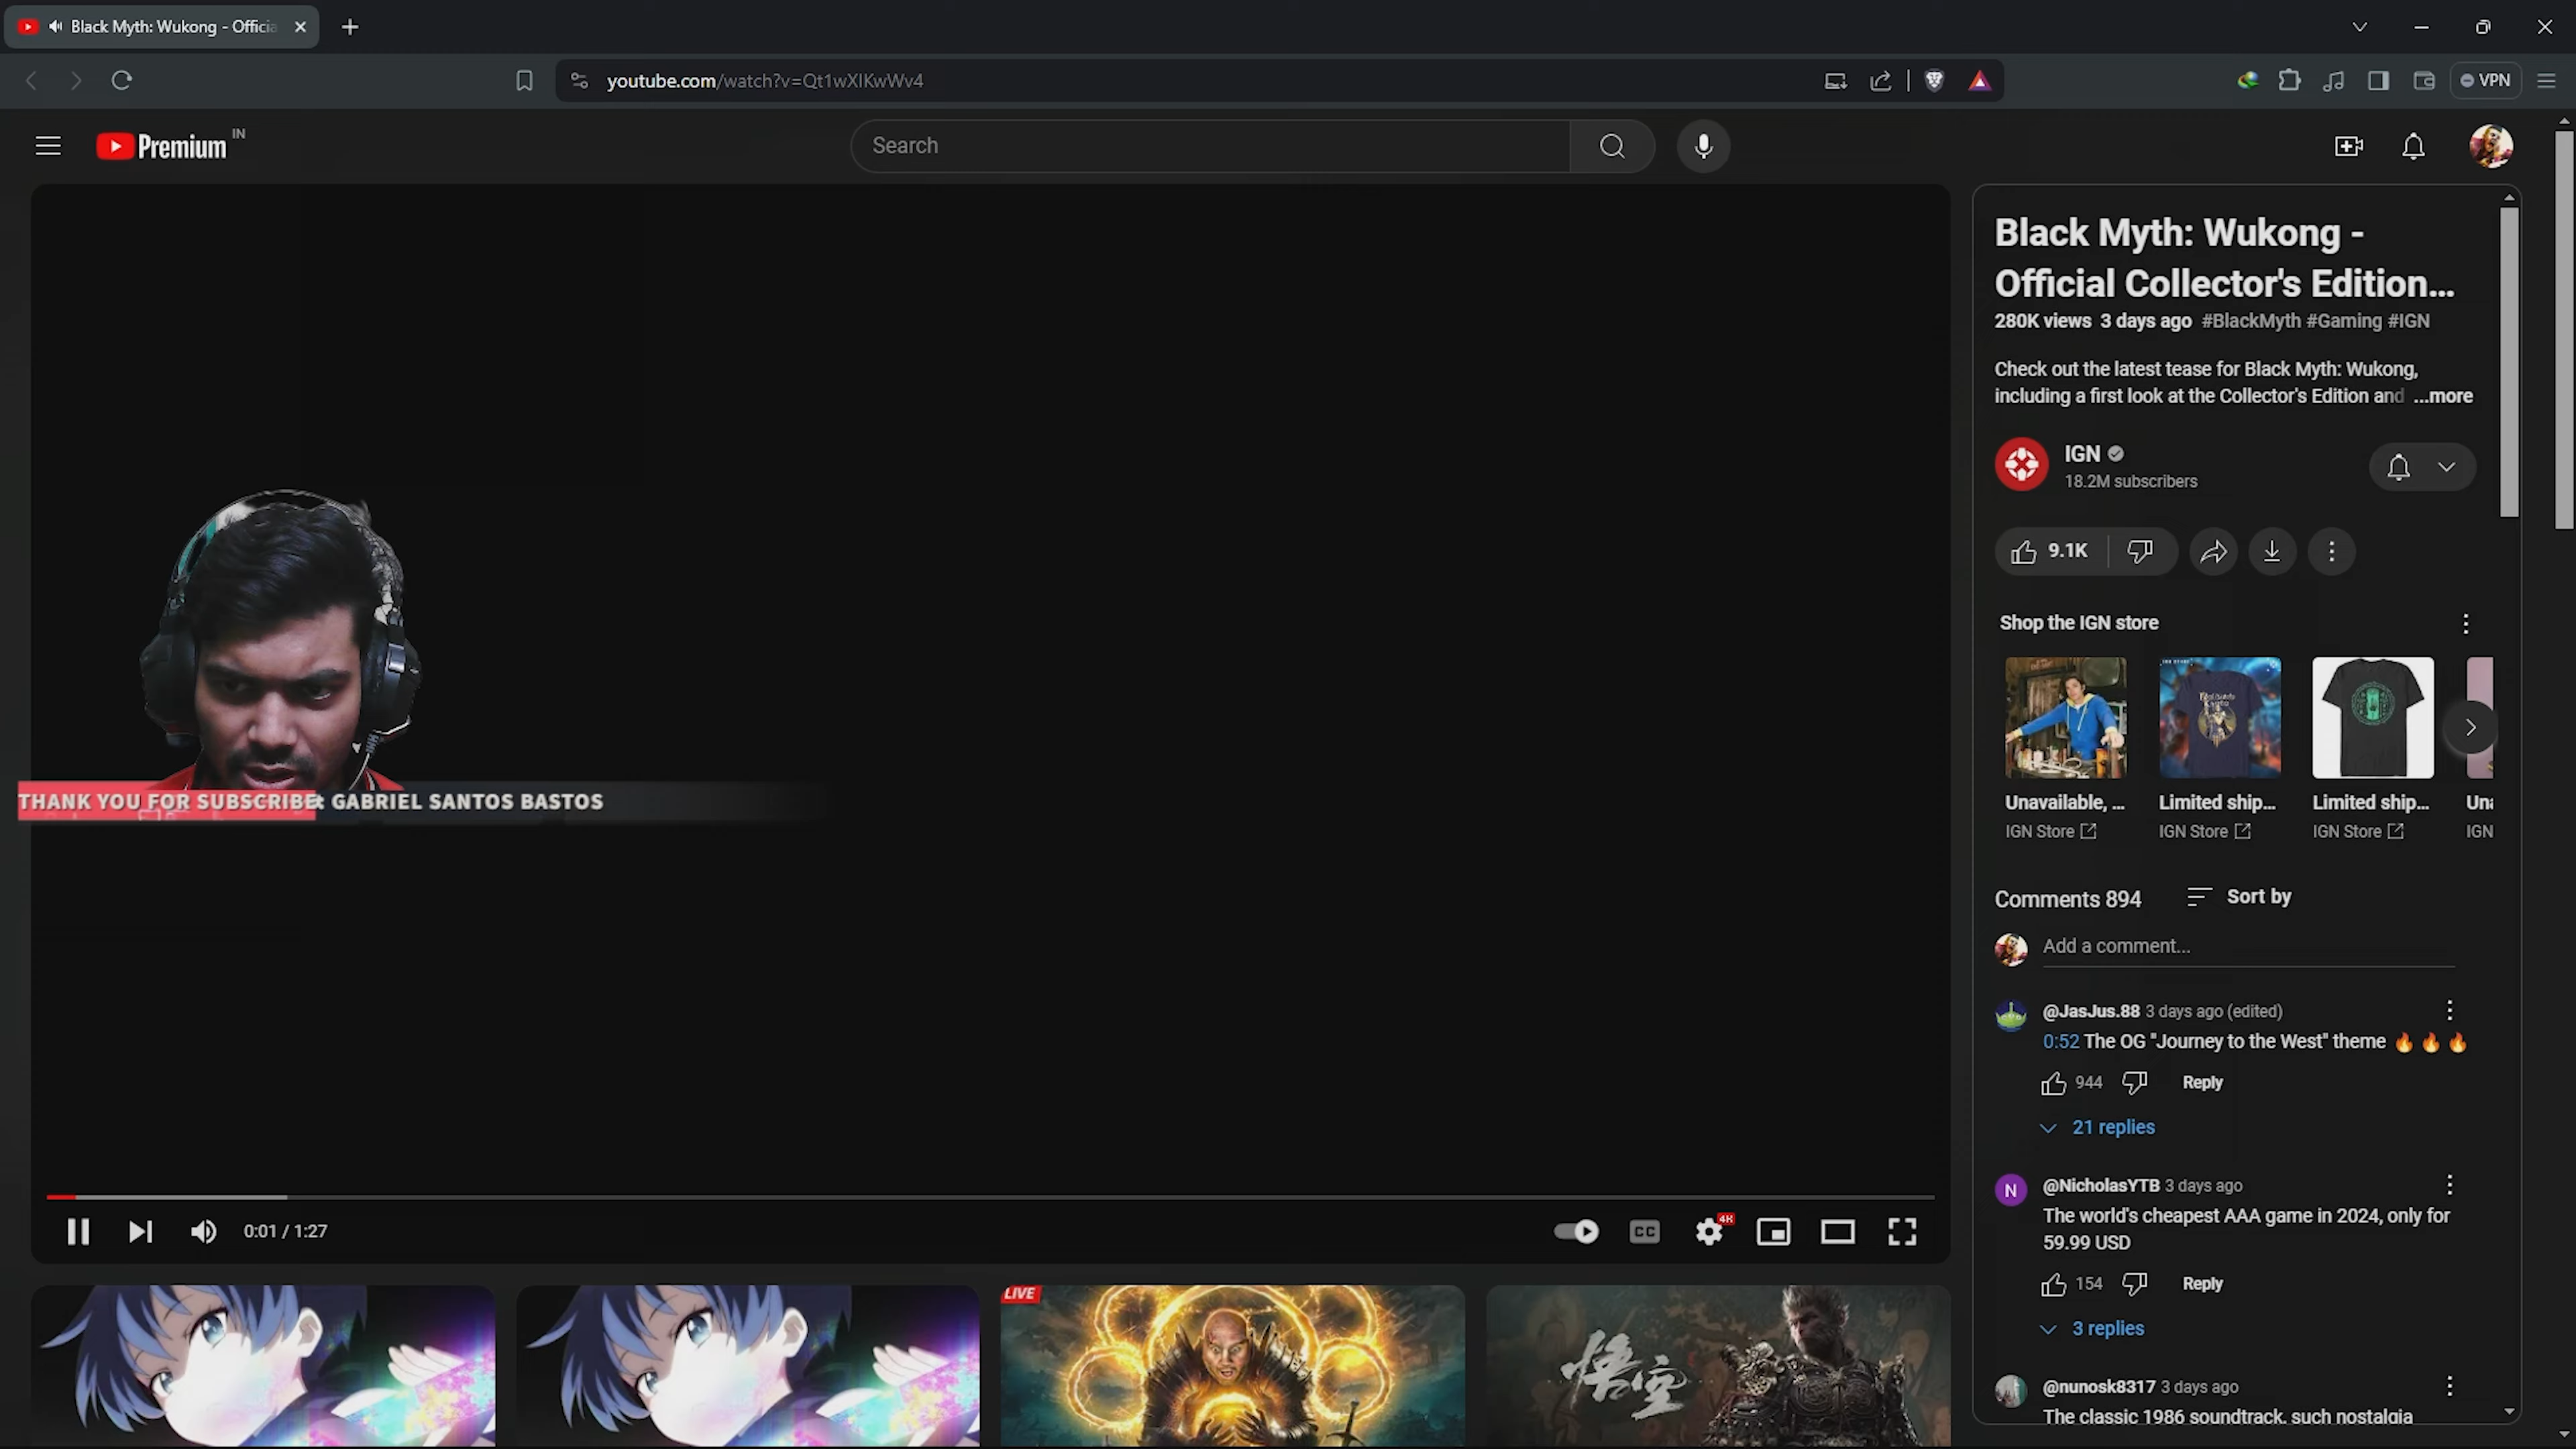 Black Myth: Wukong - Officia
youtube.com/watch?v=Qt1wXIKwWv4
VPN
Premium IN
Search
Black Myth: Wukong -
Official Collector's Edition...
280K views 3 days ago #BlackMyth #Gaming #IGN
Check out the latest tease for Black Myth: Wukong,
including a first look at the Collector's Edition and ...more
IGN
18.2M subscribers
9.1K
Shop the IGN store
Unavailable, ...
Limited ship...
Limited ship...
Una
IGN Store
IGN Store
IGN Store
IGN
THANK YOU FOR SUBSCRIBE: GABRIEL SANTOS BASTOS
Comments 894
Sort by
Add a comment...
@JasJus.88 3 days ago (edited)
0:52 The OG "Journey to the West" theme 🔥 🔥 🔥
944
Reply
21 replies
N
@NicholasYTB 3 days ago
The world's cheapest AAA game in 2024, only for
59.99 USD
154
Reply
3 replies
@nunosk8317 3 days ago
The classic 1986 soundtrack. such nostalgia
0:01 / 1:27
CC
LIVE
悟空